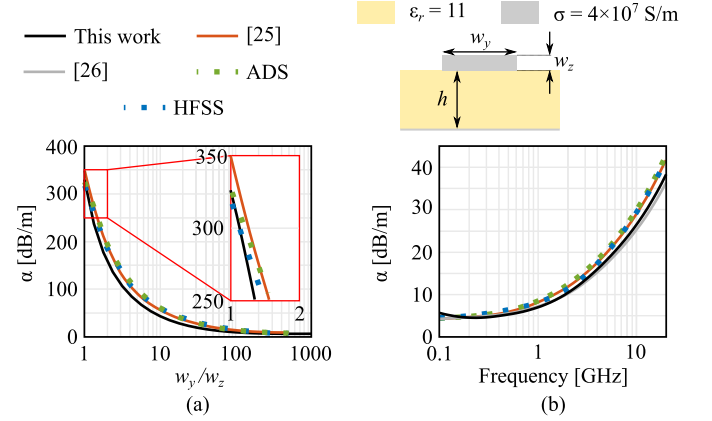 This work
[25]
[26]
ADS
HFSS
εr = 11
σ = 4×10⁷ S/m
wy
wz
h
400
300
200
100
0
α [dB/m]
350
300
250
1
2
1
10
100
1000
wy/wz
(a)
40
30
20
10
0
α [dB/m]
0.1
1
10
Frequency [GHz]
(b)